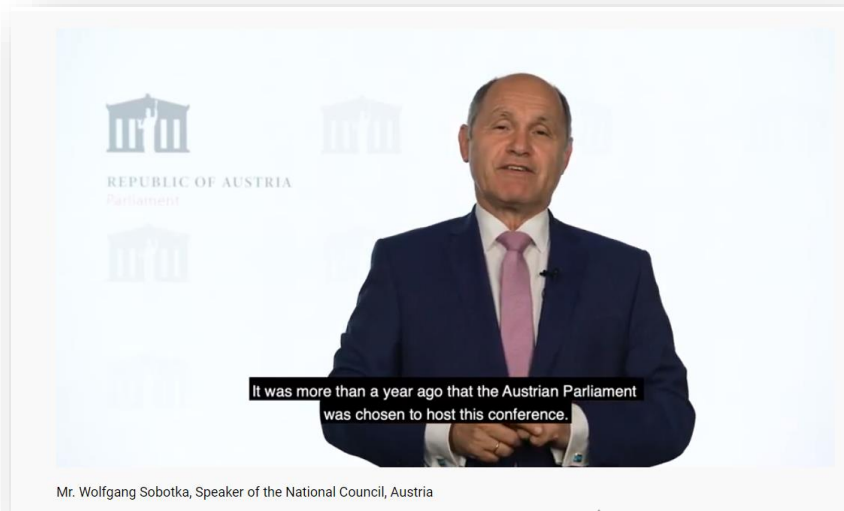 REPUBLIC OF AUSTRIA
Parliament
It was more than a year ago that the Austrian Parliament
was chosen to host this conference.
Mr. Wolfgang Sobotka, Speaker of the National Council, Austria